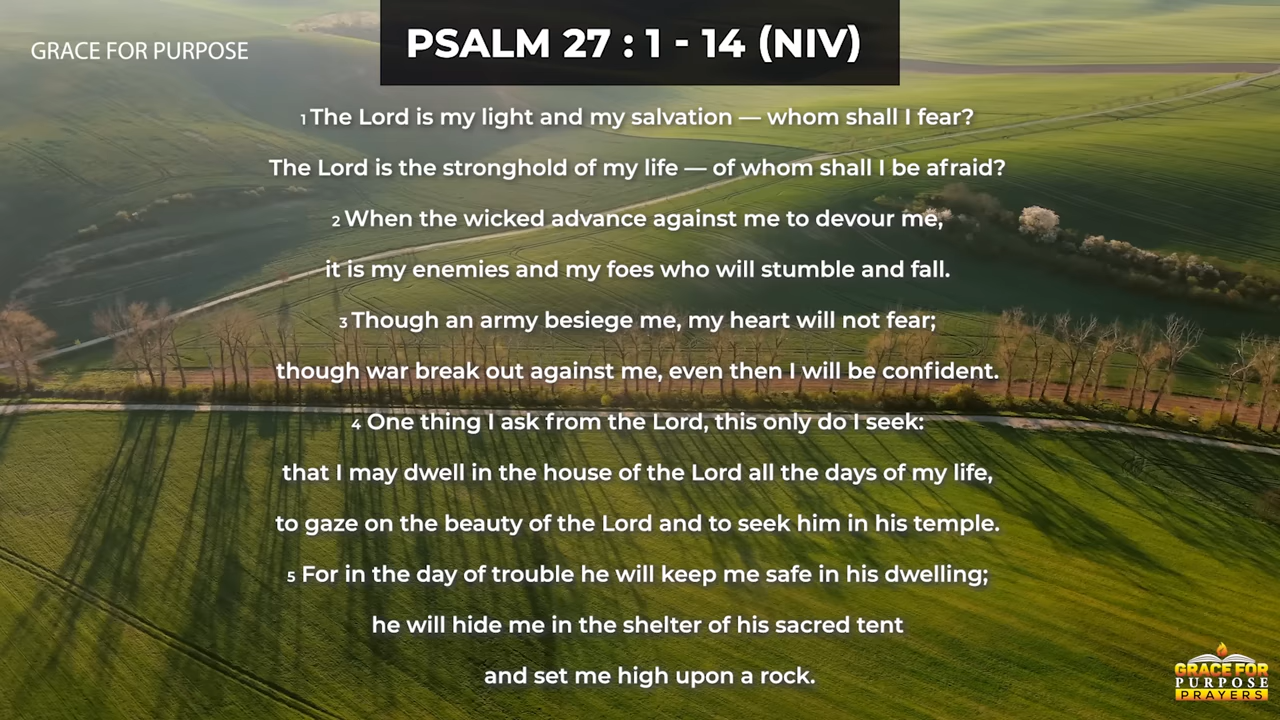 GRACE FOR PURPOSE
PSALM 27 : 1 - 14 (NIV)
1 The Lord is my light and my salvation — whom shall I fear?
The Lord is the stronghold of my life — of whom shall I be afraid?
2 When the wicked advance against me to devour me,
it is my enemies and my foes who will stumble and fall.
3 Though an army besiege me, my heart will not fear;
though war break out against me, even then I will be confident.
4 One thing I ask from the Lord, this only do I seek:
that I may dwell in the house of the Lord all the days of my life,
to gaze on the beauty of the Lord and to seek him in his temple.
5 For in the day of trouble he will keep me safe in his dwelling;
he will hide me in the shelter of his sacred tent
and set me high upon a rock.
GRACE FOR
PURPOSE
PRAYERS